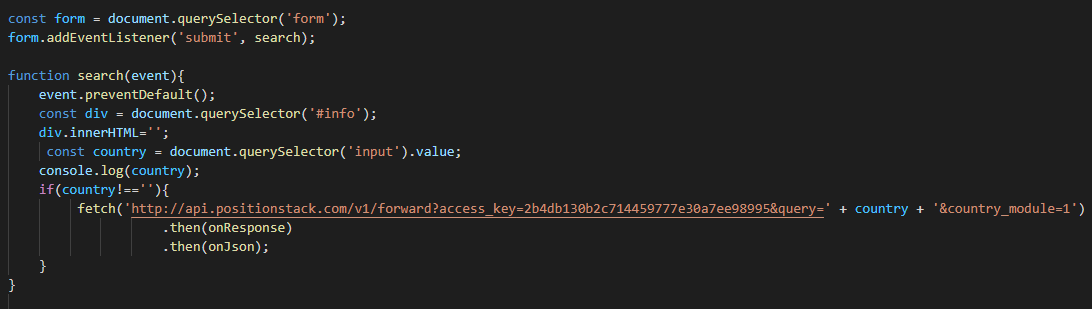 const form = document.querySelector('form');
form.addEventListener('submit', search);
function search(event){
event.preventDefault();
const div = document.querySelector('#info');
div.innerHTML='';
const country = document.querySelector('input').value;
console.log(country);
if(country!==''){
fetch('http://api.positionstack.com/v1/forward?access_key=2b4db130b2c714459777e30a7ee98995&query=' + country + '&country_module=1')
.then(onResponse)
.then(onJson);
}
}